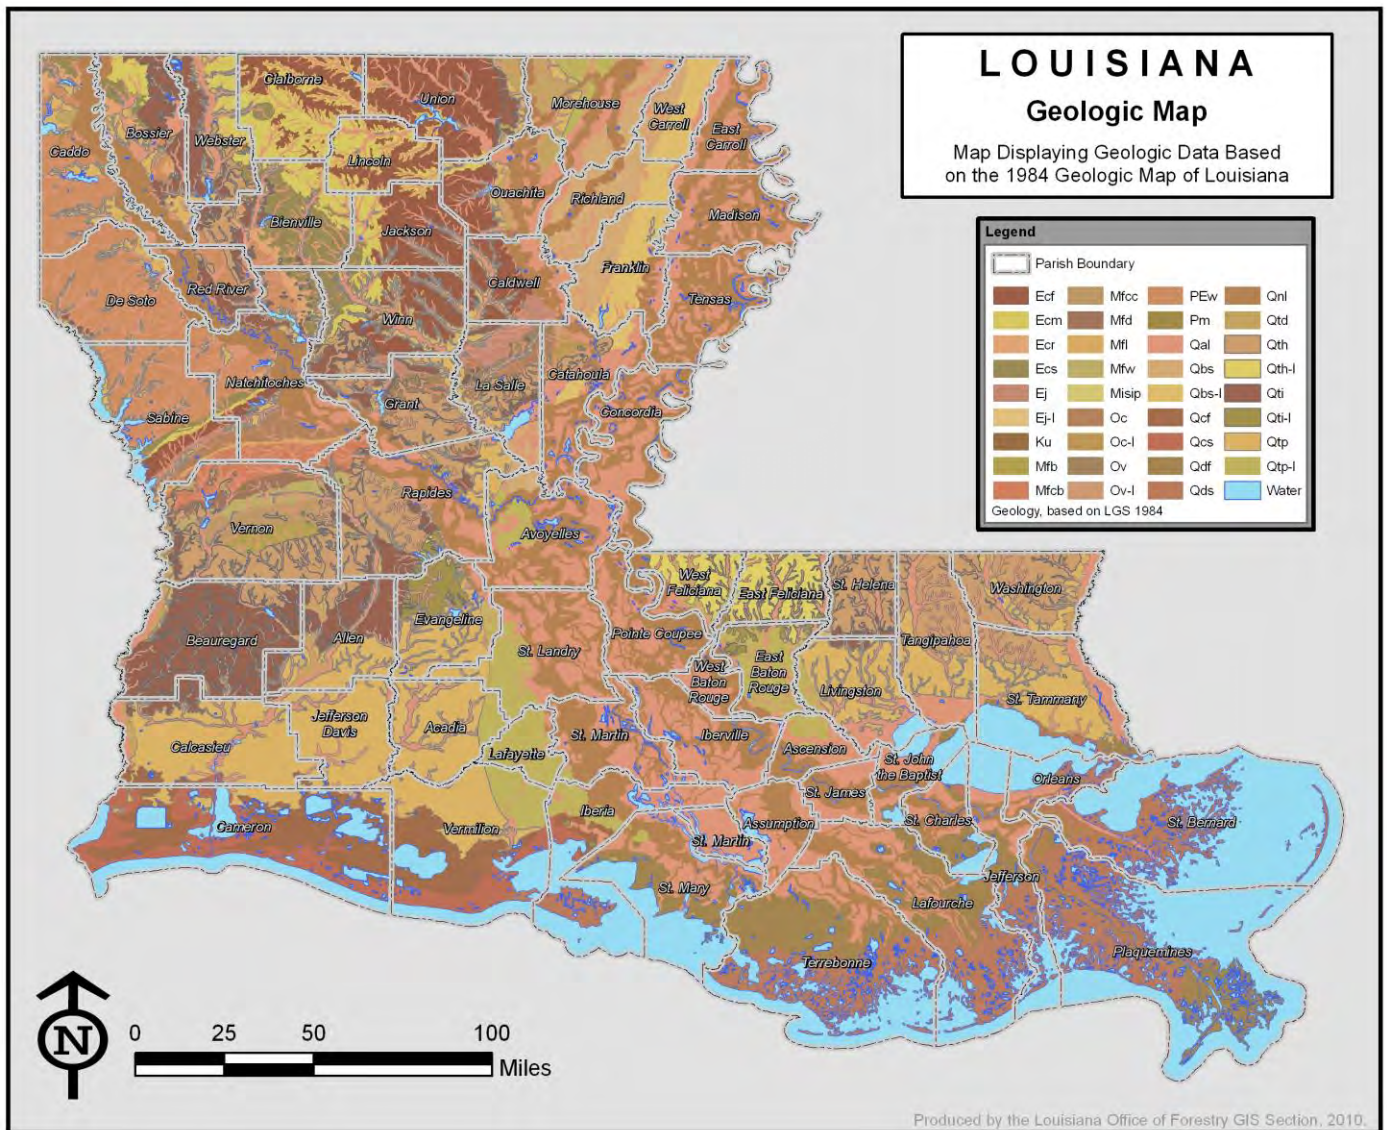 LOUISIANA
Geologic Map
Map Displaying Geologic Data Based
on the 1984 Geologic Map of Louisiana
Legend
Parish Boundary
Ecf Mfcc PEw Qnl
Ecm Mfd Pm Qtd
Ecr Mfl Qal Qth
Ecs Mfw Qbs Qth-l
Ej Misip Qbs-l Qti
Ej-l Oc Qcf Qti-l
Ku Oc-l Qcs Qtp
Mfb Ov Qdf Qtp-l
Mfcb Ov-l Qds Water
Geology, based on LGS 1984
Claiborne
Union
Morehouse
West
Carroll
East
Carroll
Bossier
Webster
Caddo
Lincoln
Ouachita
Richland
Madison
Bienville
Jackson
Franklin
Caldwell
De Soto
Red River
Tensas
Winn
Natchitoches
La Salle
Catahoula
Grant
Concordia
Sabine
Rapides
Vernon
Avoyelles
West
Feliciana
East Feliciana
St. Helena
Washington
Evangeline
Beauregard
Allen
Pointe Coupee
Tangipahoa
St. Landry
West
Baton
Rouge
East
Baton
Rouge
Livingston
St. Tammany
Jefferson
Davis
Acadia
Calcasieu
Lafayette
St. Martin
Iberville
Ascension
St. John
the Baptist
Orleans
St. James
Iberia
Cameron
Vermilion
Assumption
St. Charles
St. Bernard
St. Martin
Jefferson
St. Mary
Lafourche
Plaquemines
Terrebonne
N
0 25 50 100
Miles
Produced by the Louisiana Office of Forestry GIS Section, 2010.